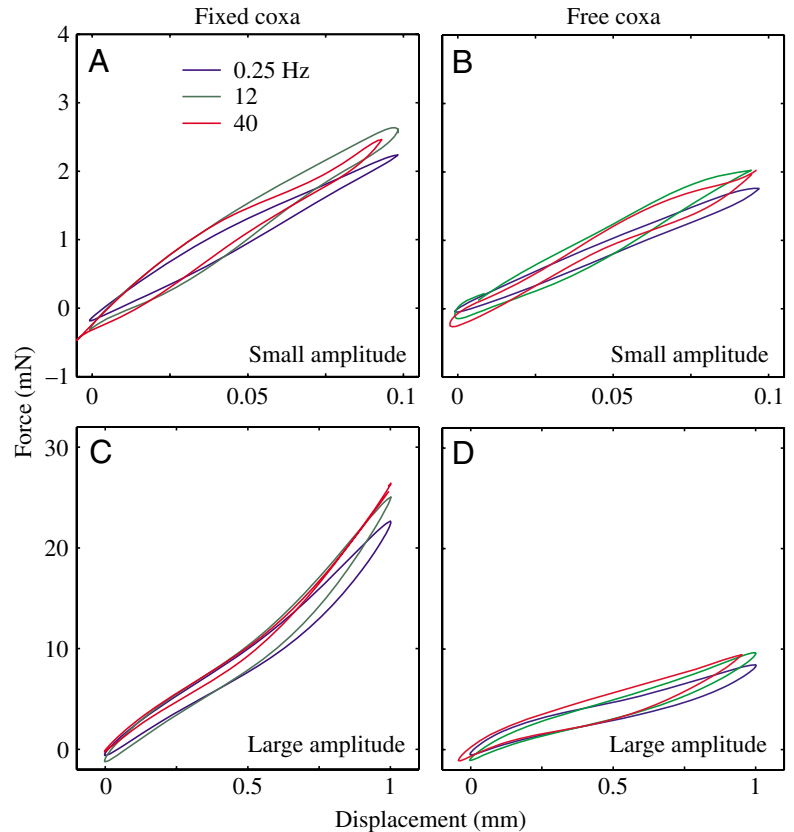 Fixed coxa
Free coxa
A
0.25 Hz
12
40
4
3
2
1
0
−1
0
0.05
0.1
Small amplitude
B
0
0.05
0.1
Small amplitude
Force (mN)
C
30
20
10
0
0
0.5
1
Large amplitude
D
0
0.5
1
Large amplitude
Displacement (mm)